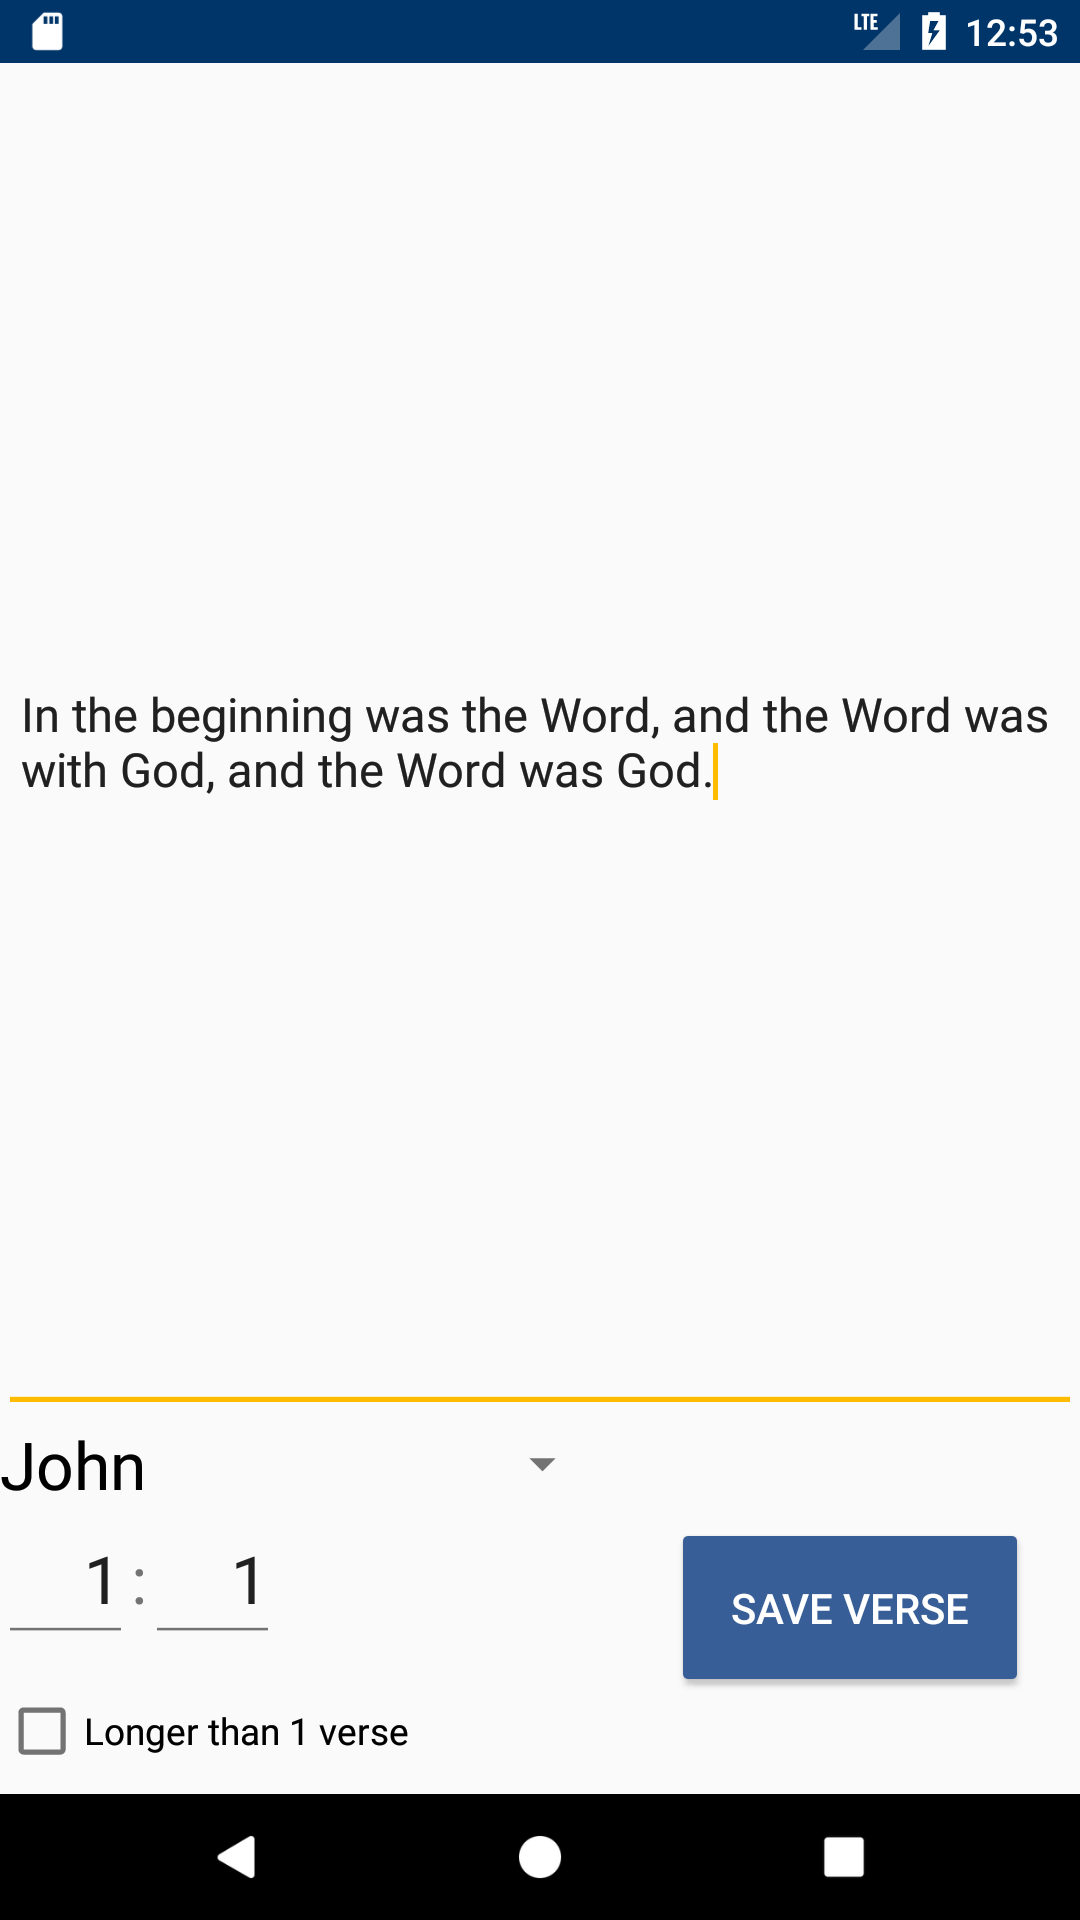 LTE 12:53
In the beginning was the Word, and the Word was
with God, and the Word was God.
John
1 : 1
SAVE VERSE
Longer than 1 verse